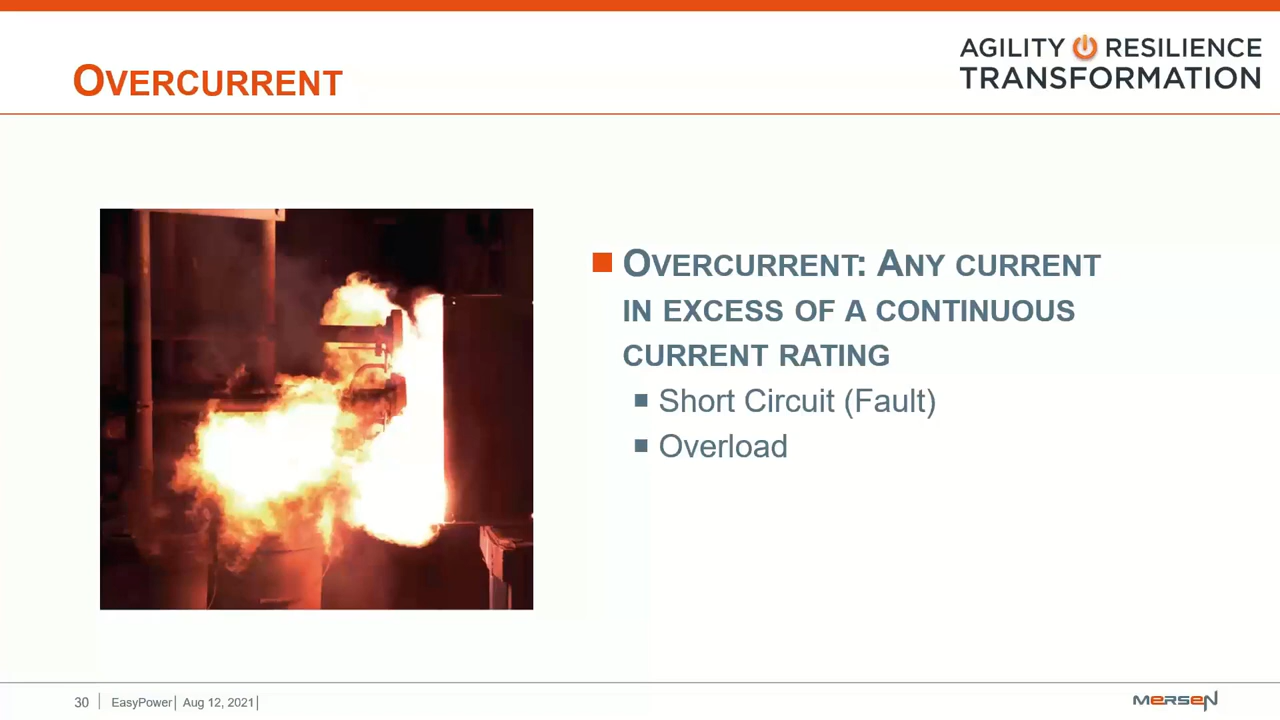 AGILITY RESILIENCE
TRANSFORMATION
OVERCURRENT
OVERCURRENT: ANY CURRENT
IN EXCESS OF A CONTINUOUS
CURRENT RATING
Short Circuit (Fault)
Overload
30 | EasyPower| Aug 12, 2021|
MERSEN